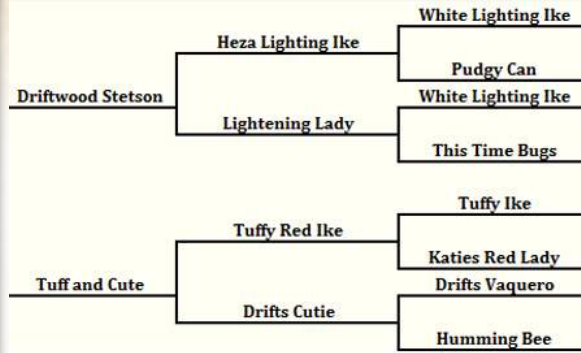 White Lighting Ike
Heza Lighting Ike
Pudgy Can
Driftwood Stetson
White Lighting Ike
Lightening Lady
This Time Bugs
Tuffy Ike
Tuffy Red Ike
Katies Red Lady
Tuff and Cute
Drifts Vaquero
Drifts Cutie
Humming Bee